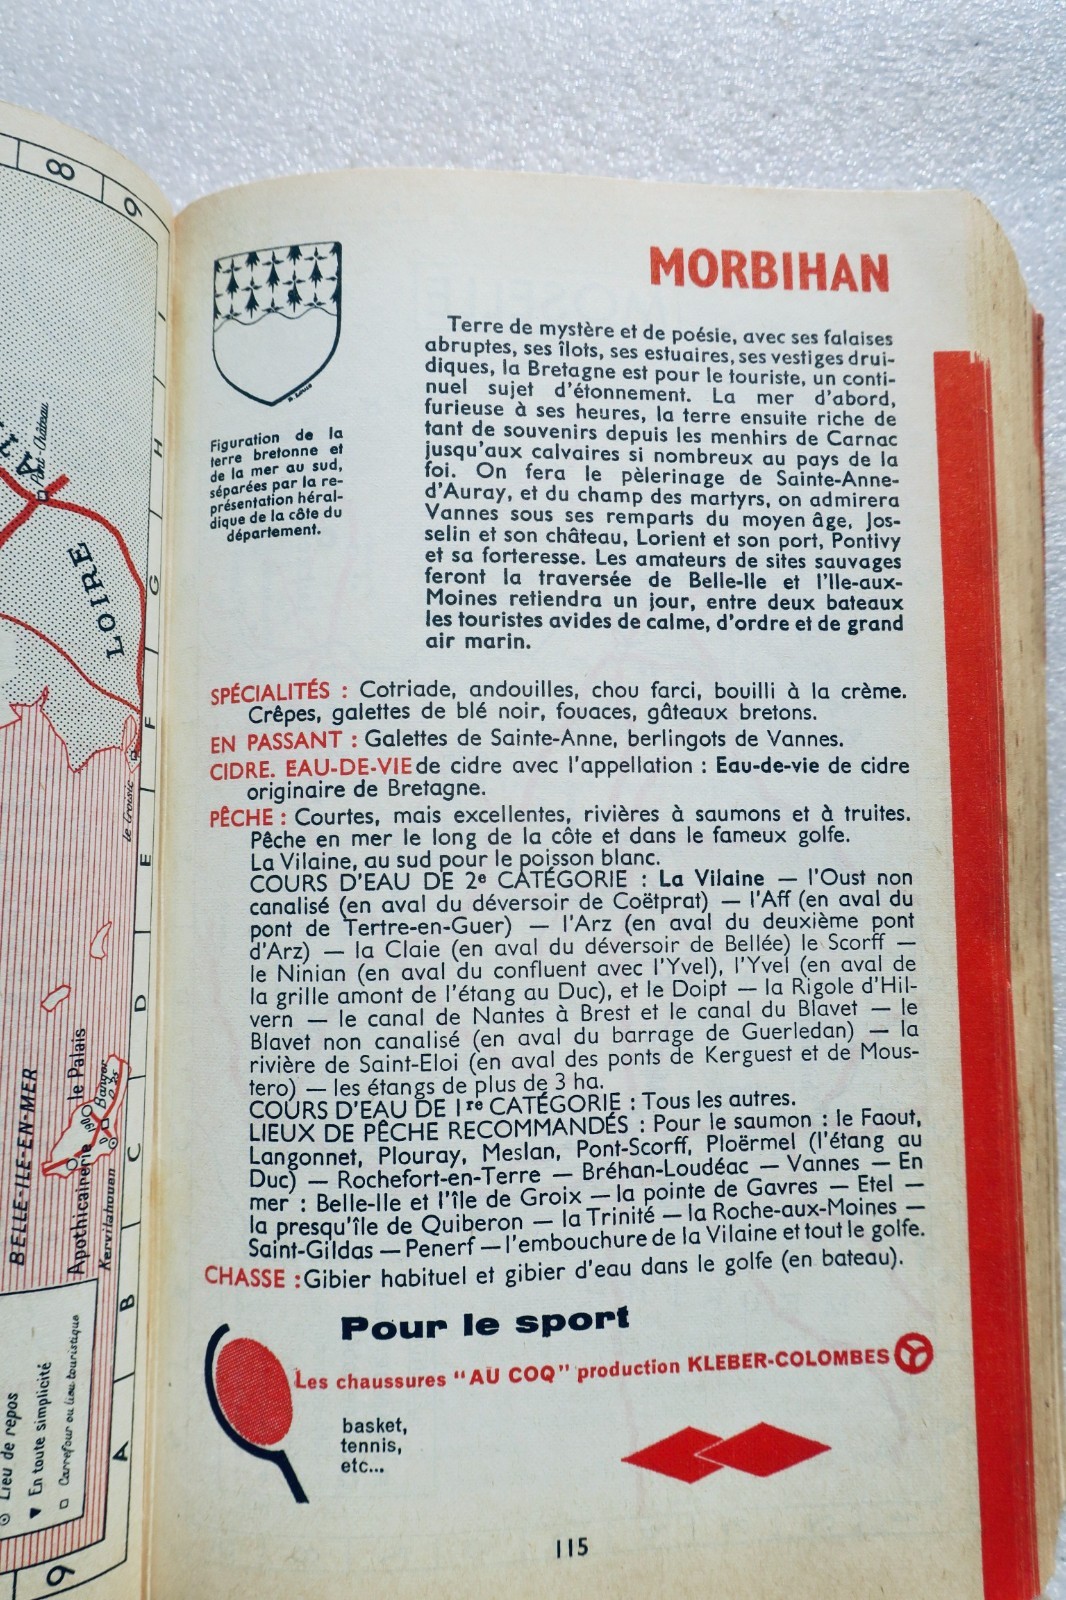 MORBIHAN
Terre de mystère et de poésie, avec ses falaises
abruptes, ses îlots, ses estuaires, ses vestiges drui-
diques, la Bretagne est pour le touriste, un conti-
nuel sujet d'étonnement. La mer d'abord,
furieuse à ses heures, la terre ensuite riche de
tant de souvenirs depuis les menhirs de Carnac
jusqu'aux calvaires si nombreux au pays de la
foi. On fera le pèlerinage de Sainte-Anne-
d'Auray, et du champ des martyrs, on admirera
Vannes sous ses remparts du moyen âge, Jos-
selin et son château, Lorient et son port, Pontivy
et sa forteresse. Les amateurs de sites sauvages
feront la traversée de Belle-Ile et l'Ile-aux-
Moines retiendra un jour, entre deux bateaux
les touristes avides de calme, d'ordre et de grand
air marin.
Figuration de la
terre bretonne et
de la mer au sud,
séparées par la re-
présentation héral-
dique de la côte du
département.
SPÉCIALITÉS : Cotriade, andouilles, chou farci, bouilli à la crème.
Crêpes, galettes de blé noir, fouaces, gâteaux bretons.
EN PASSANT : Galettes de Sainte-Anne, berlingots de Vannes.
CIDRE. EAU-DE-VIE de cidre avec l'appellation : Eau-de-vie de cidre
originaire de Bretagne.
PÊCHE : Courtes, mais excellentes, rivières à saumons et à truites.
Pêche en mer le long de la côte et dans le fameux golfe.
La Vilaine, au sud pour le poisson blanc.
COURS D'EAU DE 2e CATÉGORIE : La Vilaine — l'Oust non
canalisé (en aval du déversoir de Coëtprat) — l'Aff (en aval du
pont de Tertre-en-Guer) — l'Arz (en aval du deuxième pont
d'Arz) — la Claie (en aval du déversoir de Bellée) le Scorff —
le Ninian (en aval du confluent avec l'Yvel), l'Yvel (en aval de
la grille amont de l'étang au Duc), et le Doipt — la Rigole d'Hil-
vern — le canal de Nantes à Brest et le canal du Blavet — le
Blavet non canalisé (en aval du barrage de Guerledan) — la
rivière de Saint-Eloi (en aval des ponts de Kerguest et de Mous-
tero) — les étangs de plus de 3 ha.
COURS D'EAU DE 1re CATÉGORIE : Tous les autres.
LIEUX DE PÊCHE RECOMMANDÉS : Pour le saumon : le Faout,
Langonnet, Plouray, Meslan, Pont-Scorff, Ploërmel (l'étang au
Duc) — Rochefort-en-Terre — Bréhan-Loudéac — Vannes — En
mer : Belle-Ile et l'île de Groix — la pointe de Gavres — Etel —
la presqu'île de Quiberon — la Trinité — la Roche-aux-Moines —
Saint-Gildas — Penerf — l'embouchure de la Vilaine et tout le golfe.
CHASSE : Gibier habituel et gibier d'eau dans le golfe (en bateau).
Pour le sport
Les chaussures "AU COQ" production KLEBER-COLOMBES
basket,
tennis,
etc...
115
8
9
I
H
G
F
E
D
C
B
A
9
LOIRE
le Croisic
BELLE-ILE-EN-MER
le Palais
Bangor
Apothicairerie
Kervilahouen
Lieu de repos
En toute simplicité
Carrefour ou lieu touristique